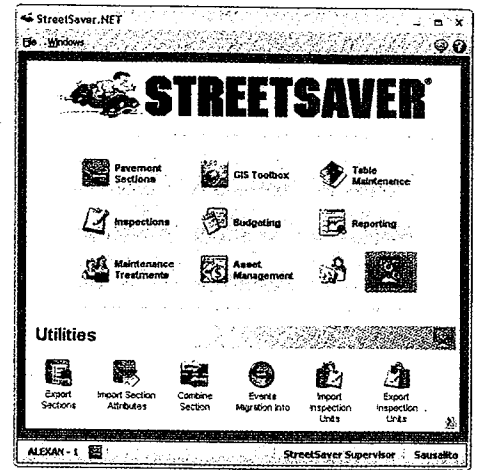 StreetSaver.NET
File Windows
STREETSAVER®
Pavement Sections
GIS Toolbox
Table Maintenance
Inspections
Budgeting
Reporting
Maintenance Treatments
Asset Management
Utilities
Export Sections
Import Section Attributes
Combine Section
Events Migration Info
Import Inspection Units
Export Inspection Units
ALEXAN - 1
StreetSaver Supervisor
Sausalito